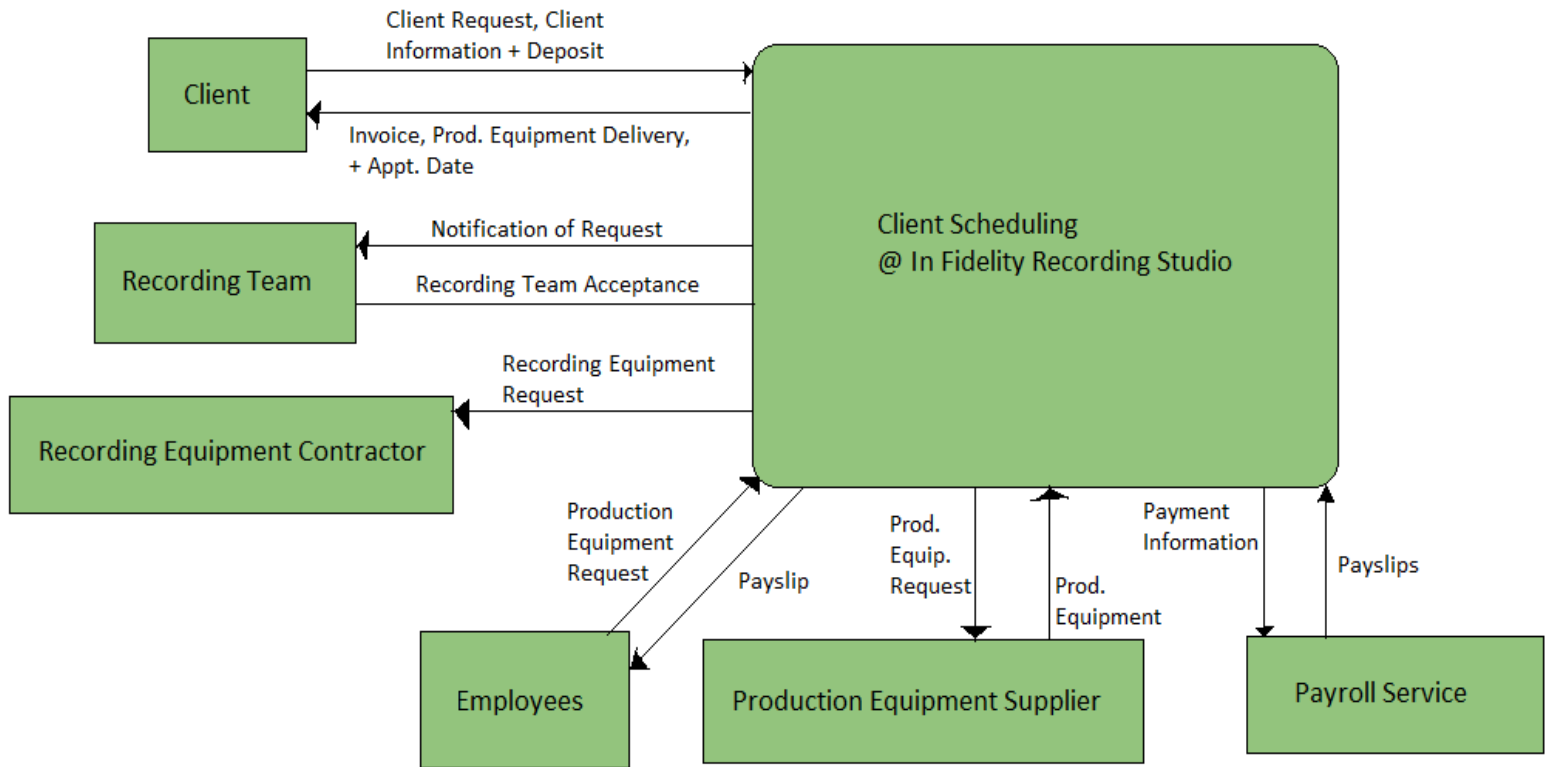 Client Request, Client
Information + Deposit
Client
Invoice, Prod. Equipment Delivery,
+ Appt. Date
Client Scheduling
@ In Fidelity Recording Studio
Notification of Request
Recording Team
Recording Team Acceptance
Recording Equipment
Request
Recording Equipment Contractor
Production
Equipment
Request
Payslip
Prod.
Equip.
Request
Prod.
Equipment
Payment
Information
Payslips
Employees
Production Equipment Supplier
Payroll Service